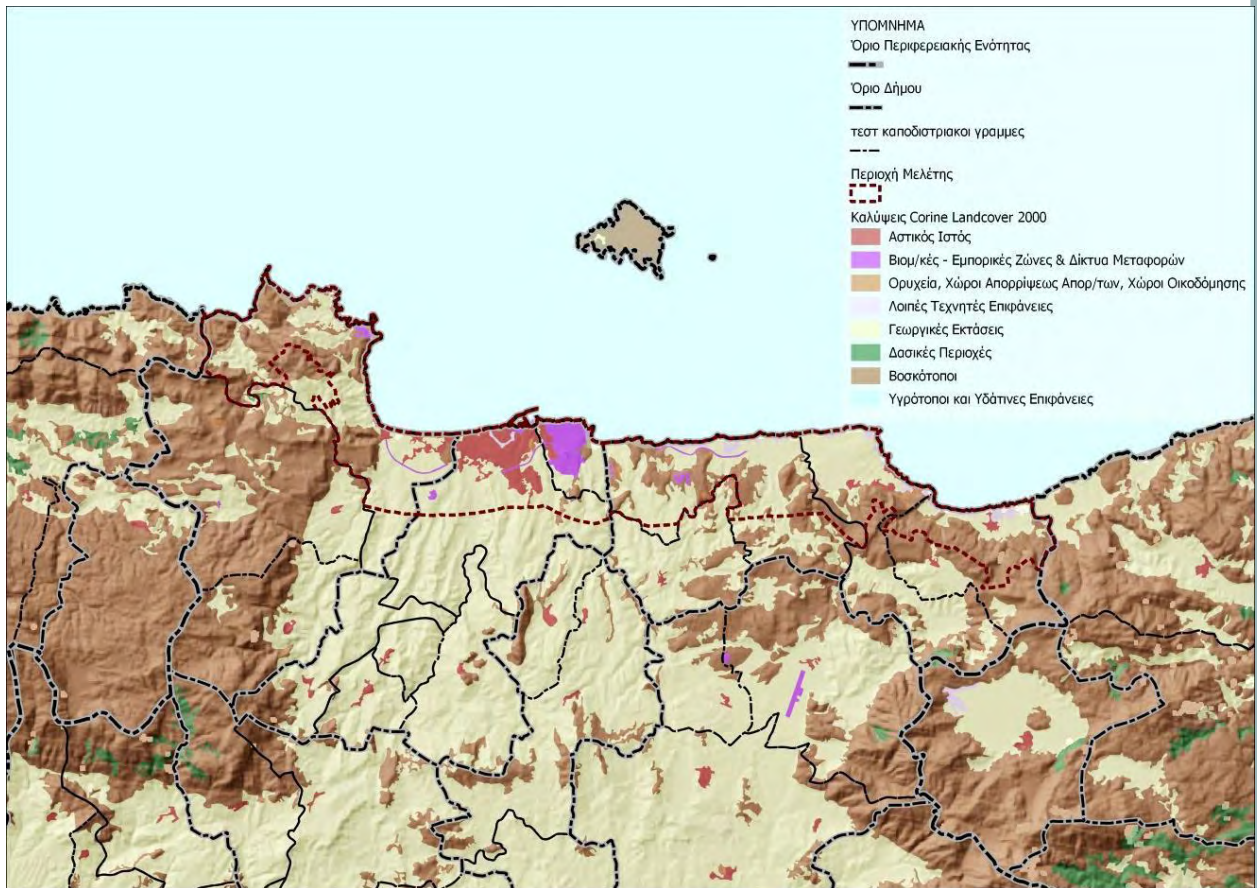 ΥΠΟΜΝΗΜΑ
Όριο Περιφερειακής Ενότητας
Όριο Δήμου
τεστ καποδιστριακοι γραμμες
Περιοχή Μελέτης
Καλύψεις Corine Landcover 2000
Αστικός Ιστός
Βιομ/κές - Εμπορικές Ζώνες & Δίκτυα Μεταφορών
Ορυχεία, Χώροι Απορρίψεως Απορ/των, Χώροι Οικοδόμησης
Λοιπές Τεχνητές Επιφάνειες
Γεωργικές Εκτάσεις
Δασικές Περιοχές
Βοσκότοποι
Υγρότοποι και Υδάτινες Επιφάνειες